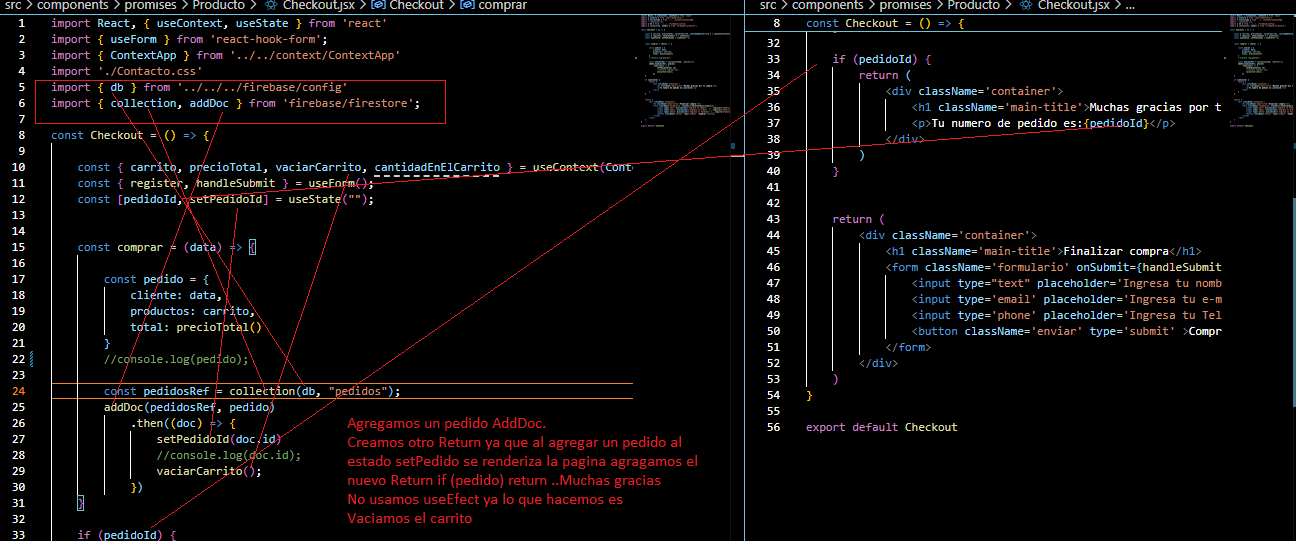 src > components > promises > Producto > Checkout.jsx > Checkout > comprar
1 import React, { useContext, useState } from 'react'
2 import { useForm } from 'react-hook-form';
3 import { ContextApp } from '../../context/ContextApp'
4 import './Contacto.css'
5 import { db } from '../../../firebase/config'
6 import { collection, addDoc } from 'firebase/firestore';
7
8 const Checkout = () => {
9
10 const { carrito, precioTotal, vaciarCarrito, cantidadEnElCarrito } = useContext(Cont
11 const { register, handleSubmit } = useForm();
12 const [pedidoId, setPedidoId] = useState("");
13
14
15 const comprar = (data) => {
16
17 const pedido = {
18 cliente: data,
19 productos: carrito,
20 total: precioTotal()
21 }
22 //console.log(pedido);
23
24 const pedidosRef = collection(db, "pedidos");
25 addDoc(pedidosRef, pedido)
26 .then((doc) => {
27 setPedidoId(doc.id)
28 //console.log(doc.id);
29 vaciarCarrito();
30 })
31 }
32
33 if (pedidoId) {
Agregamos un pedido AddDoc.
Creamos otro Return ya que al agregar un pedido al
estado setPedido se renderiza la pagina agragamos el
nuevo Return if (pedido) return ..Muchas gracias
No usamos useEffect ya lo que hacemos es
Vaciamos el carrito
src > components > promises > Producto > Checkout.jsx > ...
8 const Checkout = () => {
32
33 if (pedidoId) {
34 return (
35 <div className='container'>
36 <h1 className='main-title'>Muchas gracias por t
37 <p>Tu numero de pedido es:{pedidoId}</p>
38 </div>
39 )
40 }
41
42
43 return (
44 <div className='container'>
45 <h1 className='main-title'>Finalizar compra</h1>
46 <form className='formulario' onSubmit={handleSubmit
47 <input type="text" placeholder='Ingresa tu nomb
48 <input type='email' placeholder='Ingresa tu e-m
49 <input type='phone' placeholder='Ingresa tu Tel
50 <button className='enviar' type='submit' >Compr
51 </form>
52 </div>
53 )
54 }
55
56 export default Checkout